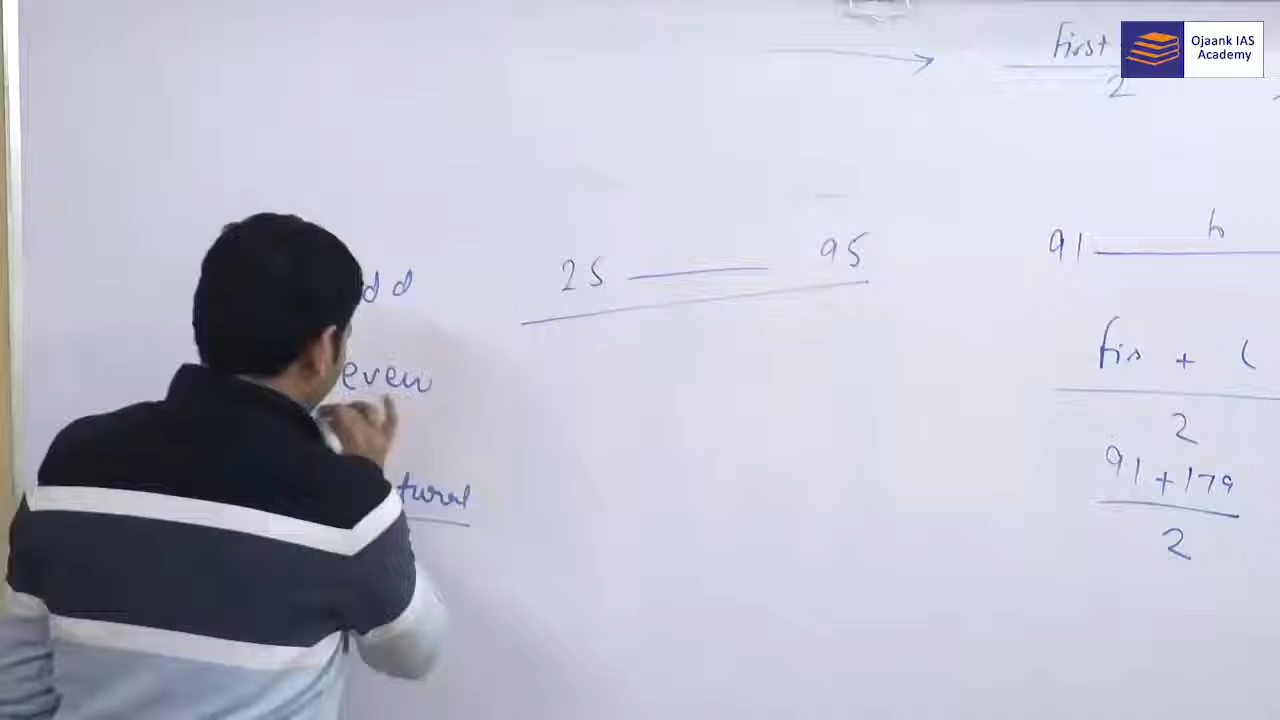 first
2
Ojaank IAS
Academy
25 95
91 h
dd
even
tural
fis + (
2
91 + 179
2